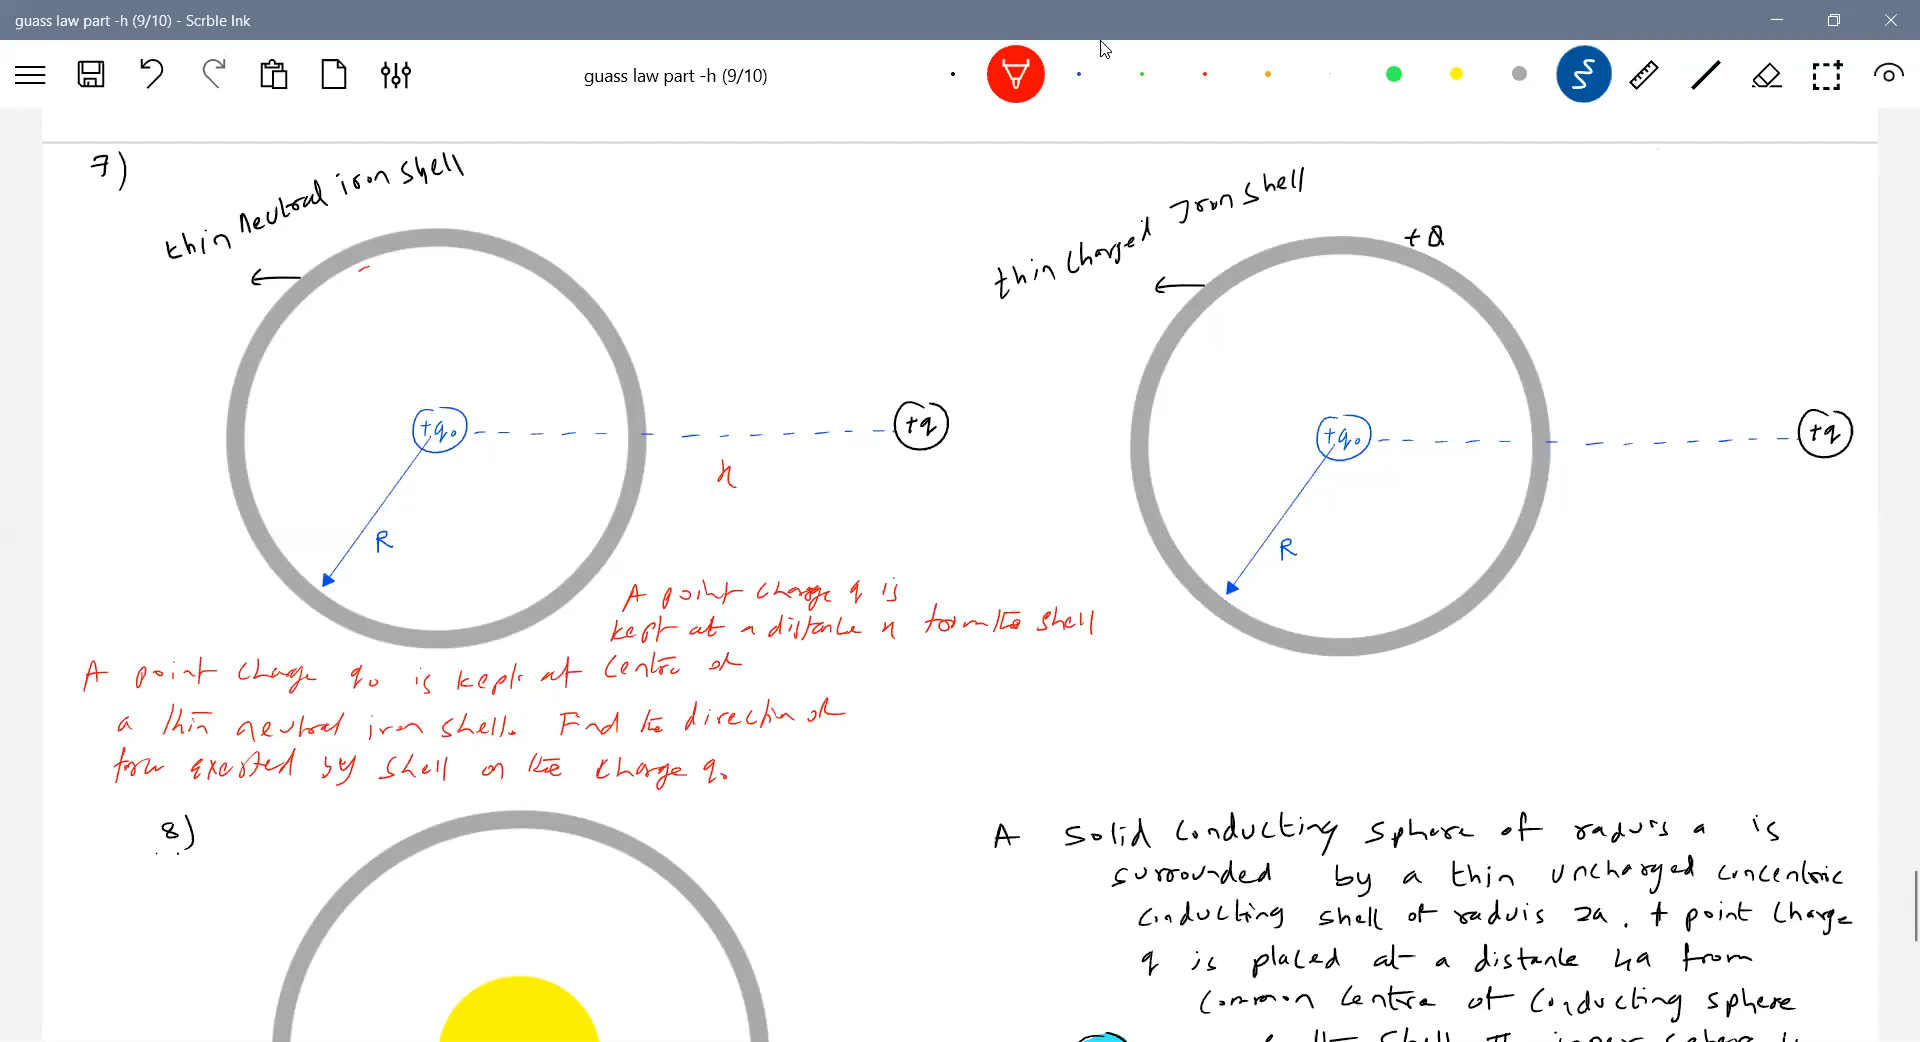 guass law part -h (9/10) - Scrble Ink
guass law part -h (9/10)
7)
thin neutral iron shell
+q₀
R
x
+q
thin charged Iron shell
+Q
+q₀
R
+q
A point charge q is
kept at a distance x from the shell
A point charge q₀ is kept at centre of
a thin neutral iron shell. Find the direction of
force exerted by shell on the charge q₀
8)
A solid conducting sphere of raduis a is
surrounded by a thin uncharged concentric
conducting shell of raduis 2a. A point charge
q is placed at a distance 4a from
common centre of conducting sphere
shell